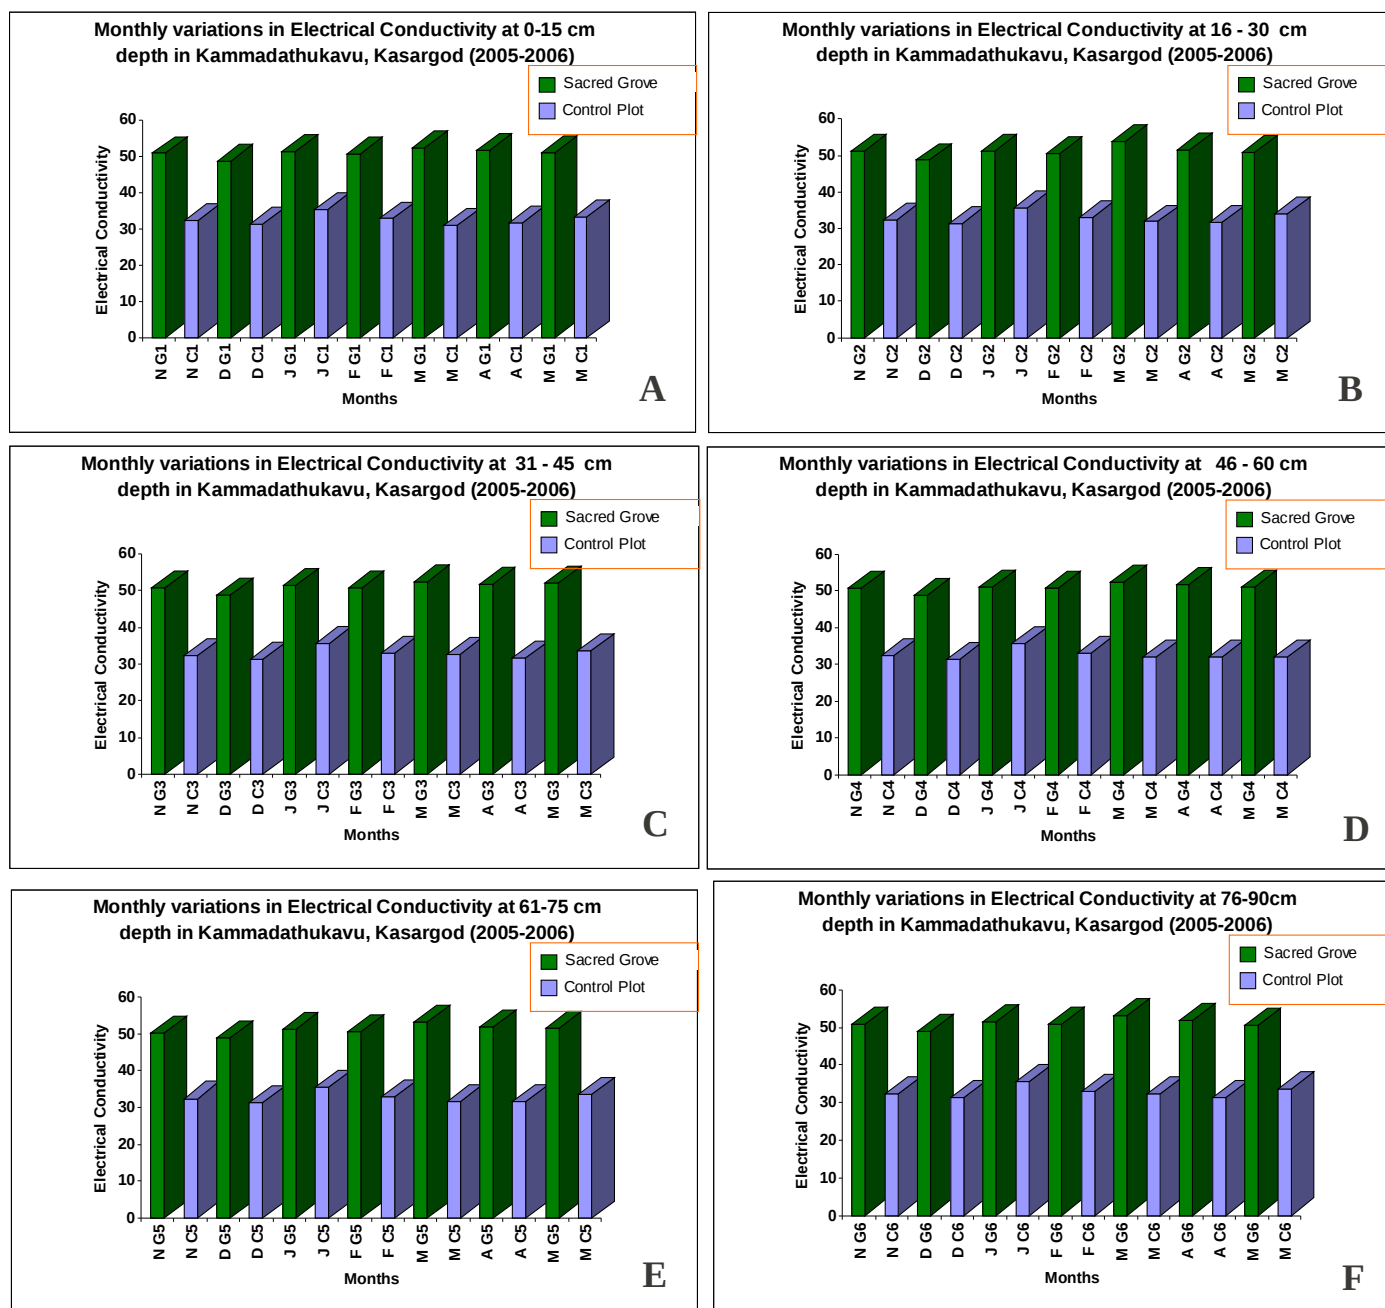 Monthly variations in Electrical Conductivity at 0-15 cm
depth in Kammadathukavu, Kasargod (2005-2006)
Sacred Grove
Control Plot
60
50
40
30
20
10
0
Electrical Conductivity
N G1
N C1
D G1
D C1
J G1
J C1
F G1
F C1
M G1
M C1
A G1
A C1
M G1
M C1
Months
A
Monthly variations in Electrical Conductivity at 16 - 30 cm
depth in Kammadathukavu, Kasargod (2005-2006)
Sacred Grove
Control Plot
60
50
40
30
20
10
0
Electrical Conductivity
N G2
N C2
D G2
D C2
J G2
J C2
F G2
F C2
M G2
M C2
A G2
A C2
M G2
M C2
Months
B
Monthly variations in Electrical Conductivity at 31 - 45 cm
depth in Kammadathukavu, Kasargod (2005-2006)
Sacred Grove
Control Plot
60
50
40
30
20
10
0
Electrical Conductivity
N G3
N C3
D G3
D C3
J G3
J C3
F G3
F C3
M G3
M C3
A G3
A C3
M G3
M C3
Months
C
Monthly variations in Electrical Conductivity at 46 - 60 cm
depth in Kammadathukavu, Kasargod (2005-2006)
Sacred Grove
Control Plot
60
50
40
30
20
10
0
Electrical Conductivity
N G4
N C4
D G4
D C4
J G4
J C4
F G4
F C4
M G4
M C4
A G4
A C4
M G4
M C4
Months
D
Monthly variations in Electrical Conductivity at 61-75 cm
depth in Kammadathukavu, Kasargod (2005-2006)
Sacred Grove
Control Plot
60
50
40
30
20
10
0
Electrical Conductivity
N G5
N C5
D G5
D C5
J G5
J C5
F G5
F C5
M G5
M C5
A G5
A C5
M G5
M C5
Months
E
Monthly variations in Electrical Conductivity at 76-90cm
depth in Kammadathukavu, Kasargod (2005-2006)
Sacred Grove
Control Plot
60
50
40
30
20
10
0
Electrical Conductivity
N G6
N C6
D G6
D C6
J G6
J C6
F G6
F C6
M G6
M C6
A G6
A C6
M G6
M C6
Months
F